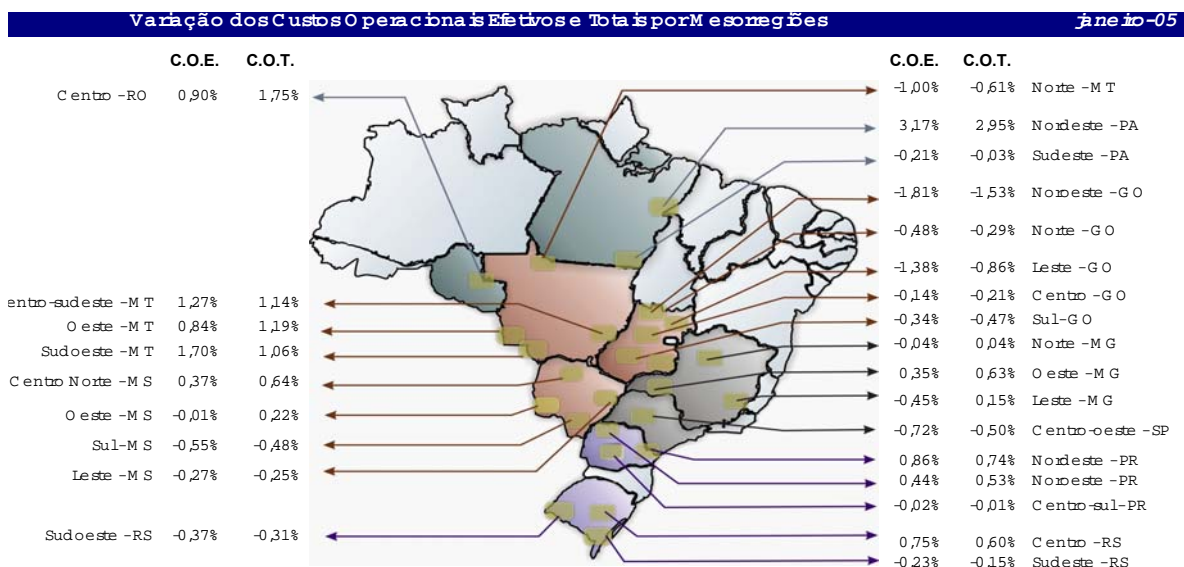 Variação dos Custos Operacionais Efetivos e Totais por Mesorregiões janeiro-05
C.O.E. C.O.T.
Centro -RO 0,90% 1,75%
entro-sudeste -MT 1,27% 1,14%
Oeste -MT 0,84% 1,19%
Sudoeste -MT 1,70% 1,06%
Centro Norte -MS 0,37% 0,64%
Oeste -MS -0,01% 0,22%
Sul-MS -0,55% -0,48%
Leste -MS -0,27% -0,25%
Sudoeste -RS -0,37% -0,31%
C.O.E. C.O.T.
-1,00% -0,61% Norte -MT
3,17% 2,95% Nordeste -PA
-0,21% -0,03% Sudeste -PA
-1,81% -1,53% Noroeste -GO
-0,48% -0,29% Norte -GO
-1,38% -0,86% Leste -GO
-0,14% -0,21% Centro -GO
-0,34% -0,47% Sul-GO
-0,04% 0,04% Norte -MG
0,35% 0,63% Oeste -MG
-0,45% 0,15% Leste -MG
-0,72% -0,50% Centro-oeste -SP
0,86% 0,74% Nordeste -PR
0,44% 0,53% Noroeste -PR
-0,02% -0,01% Centro-sul-PR
0,75% 0,60% Centro -RS
-0,23% -0,15% Sudeste -RS